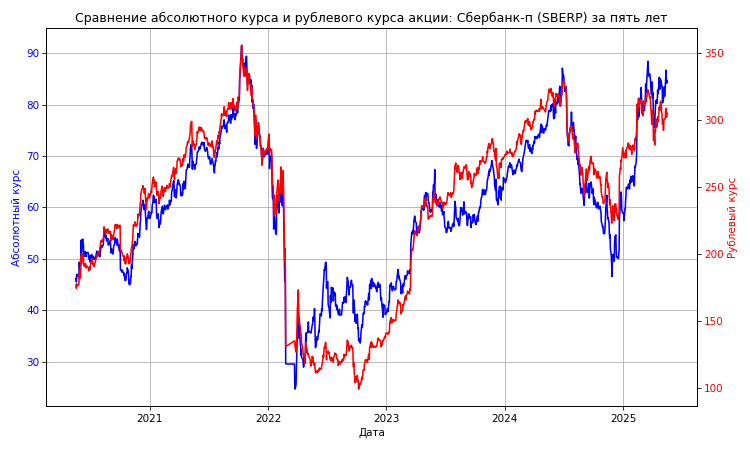 Сравнение абсолютного курса и рублевого курса акции: Сбербанк-п (SBERP) за пять лет
90
80
70
60
50
40
30
Абсолютный курс
350
300
250
200
150
100
Рублевый курс
2021 2022 2023 2024 2025
Дата